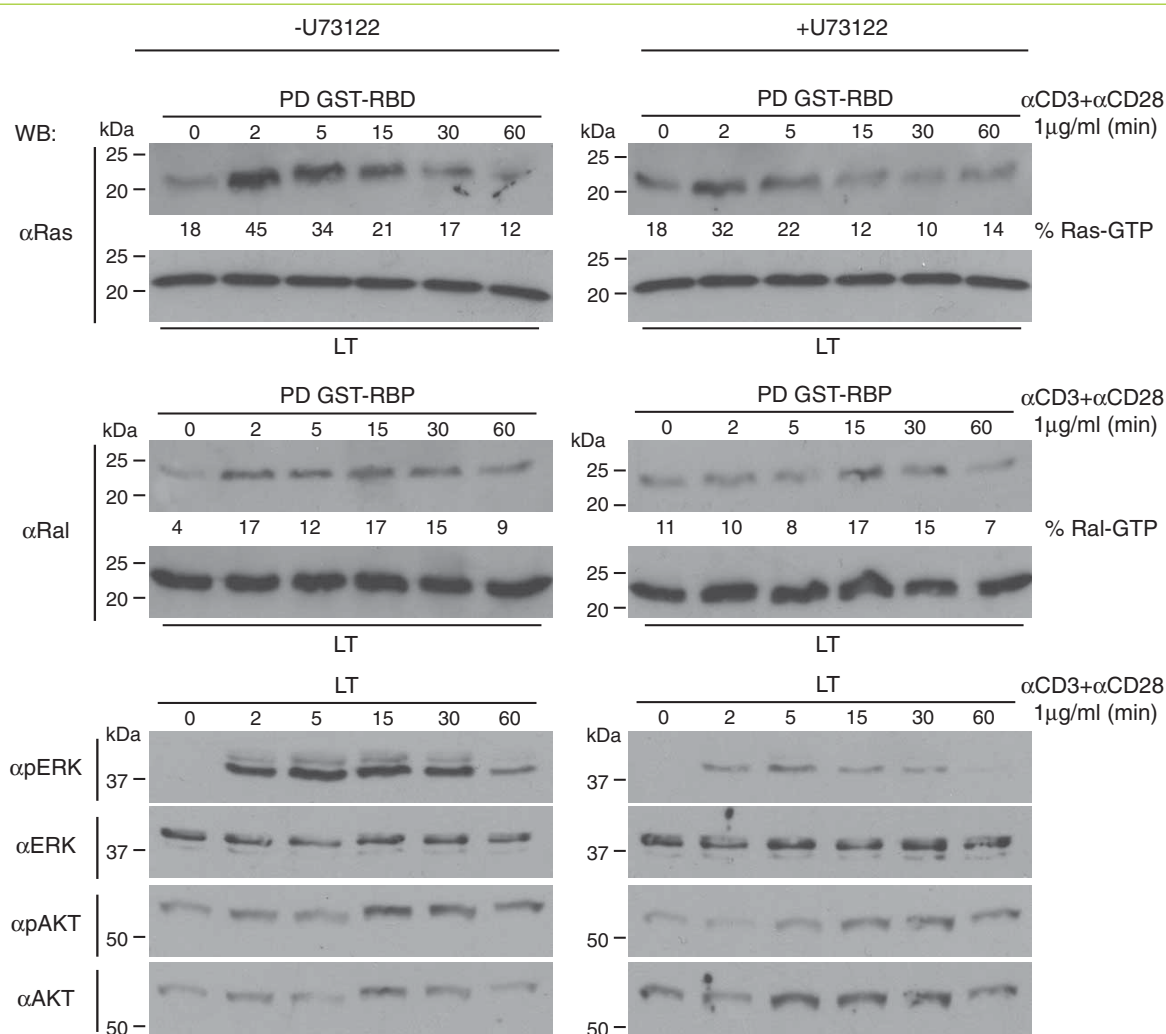 -U73122 +U73122
PD GST-RBD PD GST-RBD αCD3+αCD28
WB: kDa 0 2 5 15 30 60 0 2 5 15 30 60 1μg/ml (min)
kDa
25 25
20 20
αRas 18 45 34 21 17 12 18 32 22 12 10 14 % Ras-GTP
25 25
20 20
LT LT
PD GST-RBP PD GST-RBP αCD3+αCD28
kDa 0 2 5 15 30 60 0 2 5 15 30 60 1μg/ml (min)
kDa
25 25
20 20
αRal 4 17 12 17 15 9 11 10 8 17 15 7 % Ral-GTP
25 25
20 20
LT LT
LT LT αCD3+αCD28
0 2 5 15 30 60 0 2 5 15 30 60 1μg/ml (min)
kDa kDa
αpERK 37 37
αERK 37 37
αpAKT 50 50
αAKT 50 50